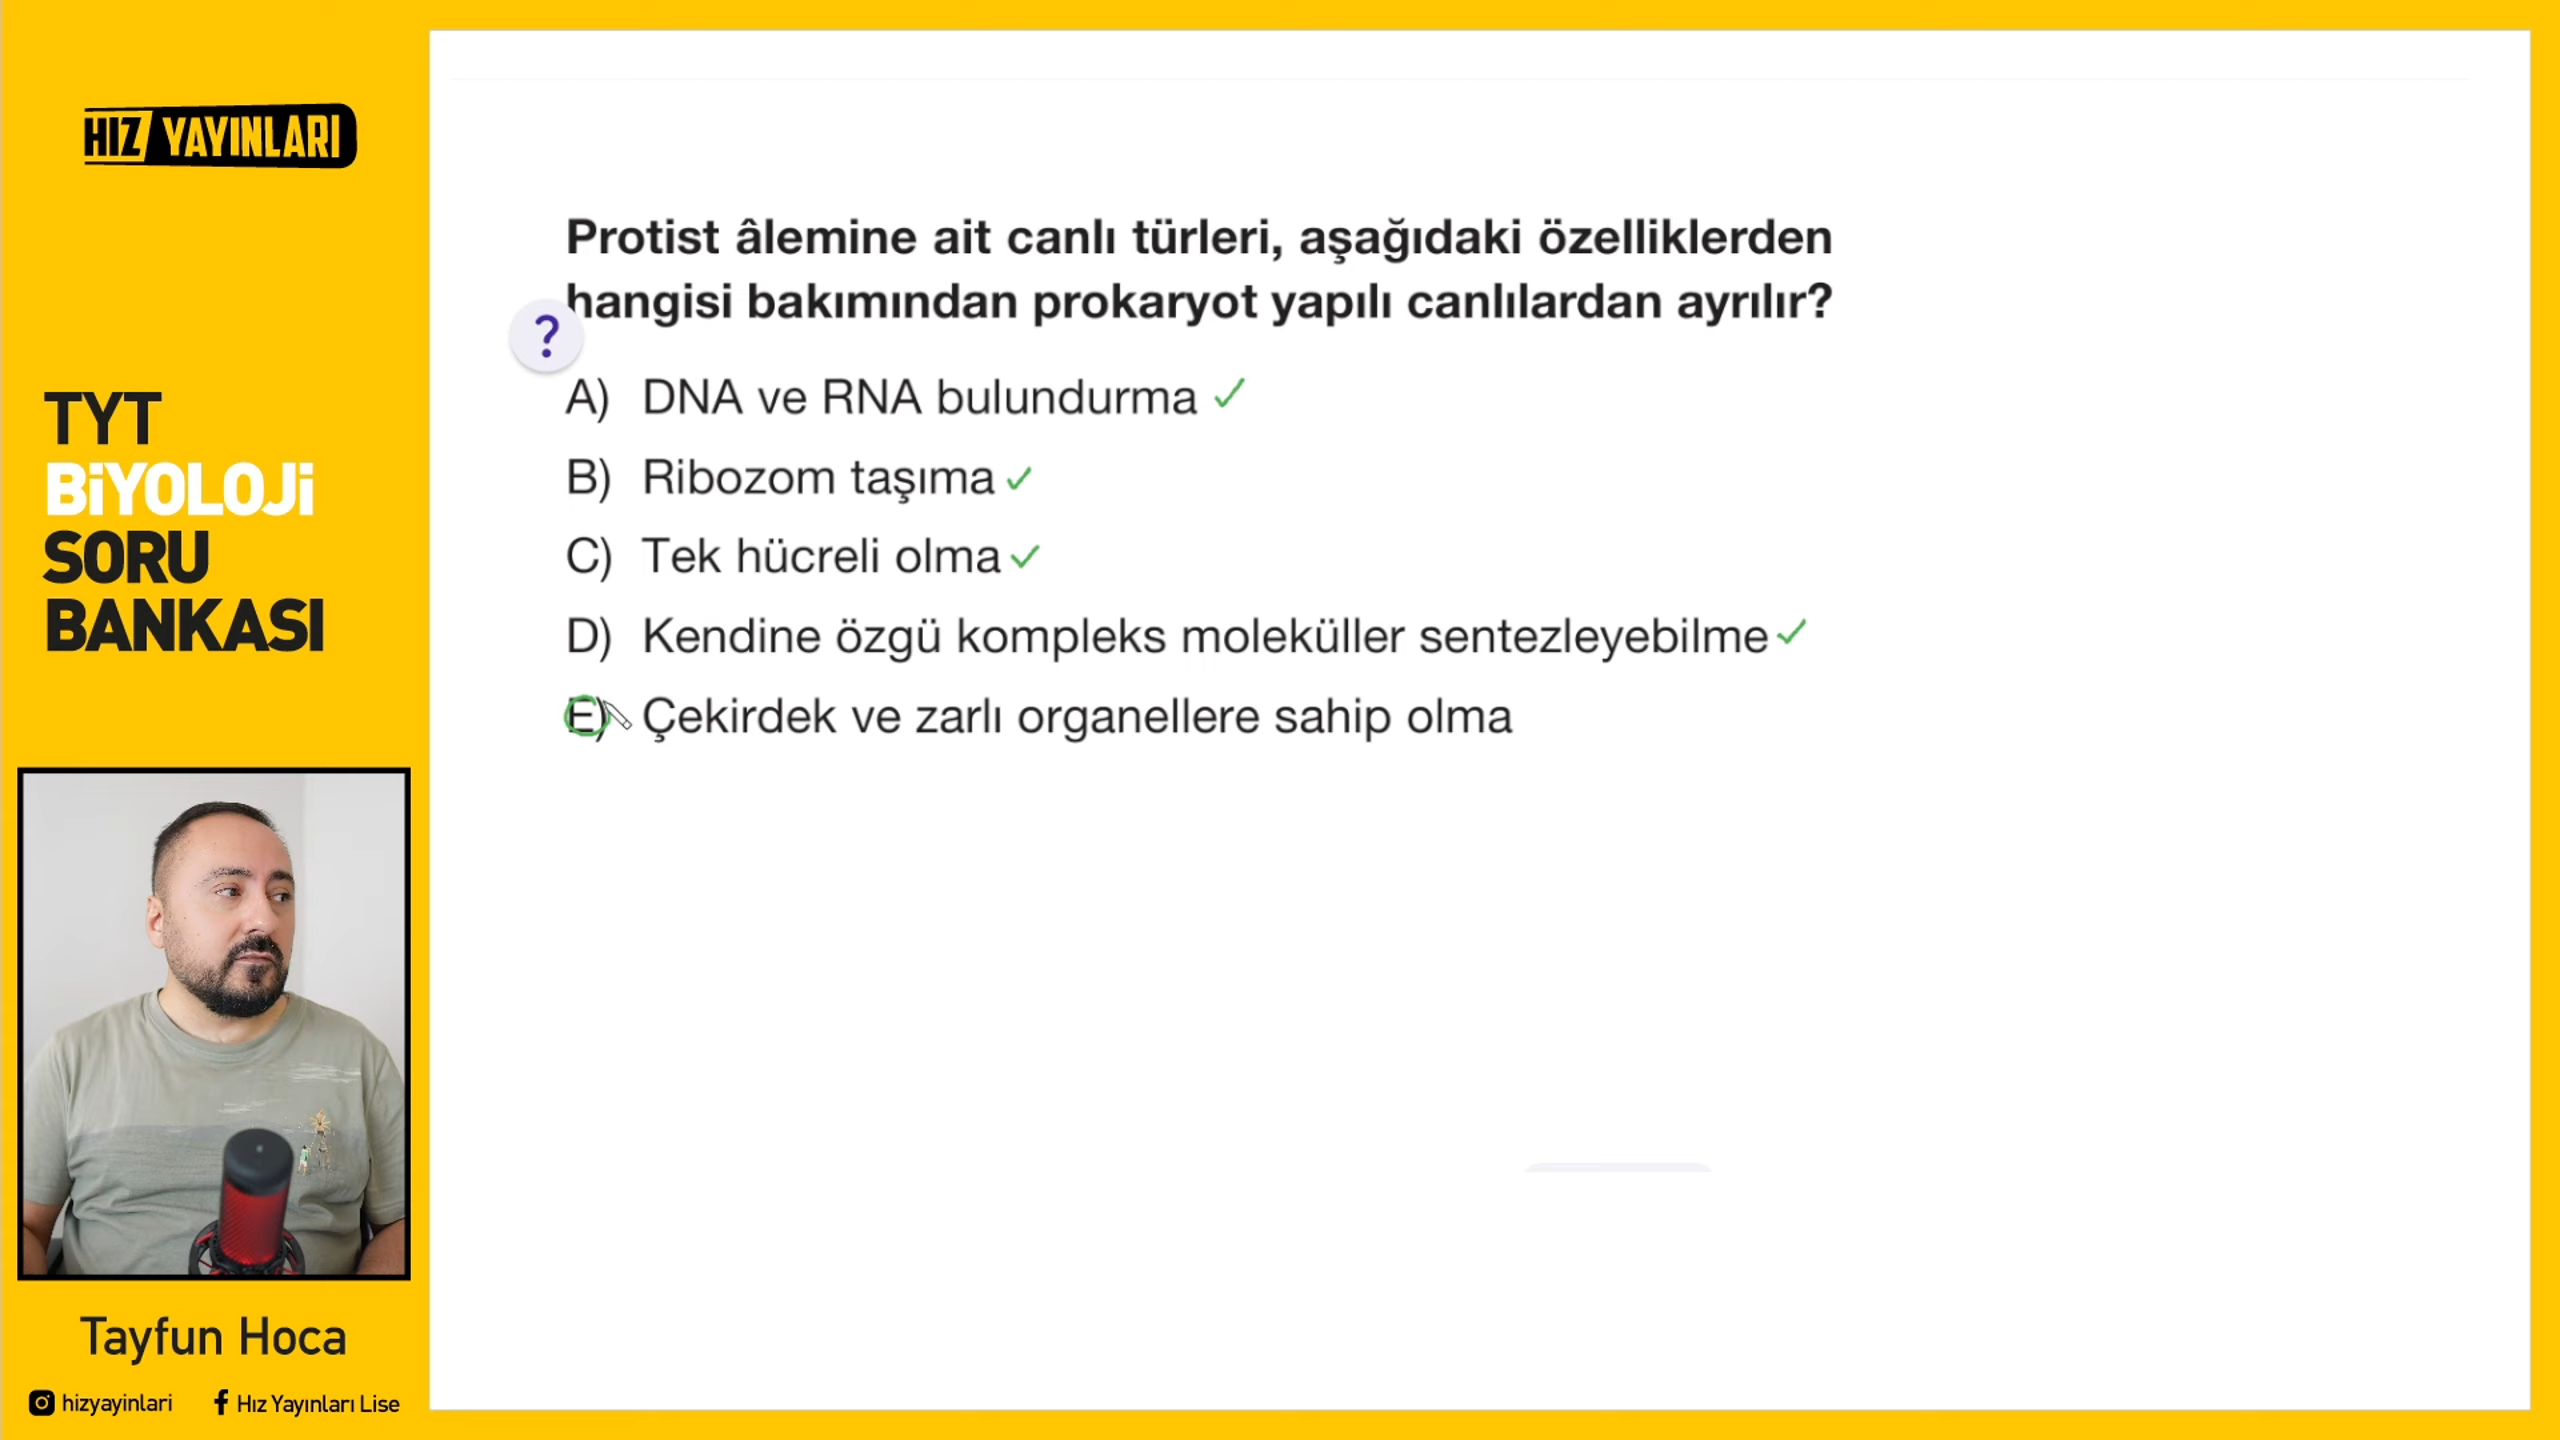 HIZ YAYINLARI
TYT
BİYOLOJİ
SORU
BANKASI
Tayfun Hoca
hizyayinlari
Hız Yayınları Lise
Protist âlemine ait canlı türleri, aşağıdaki özelliklerden
hangisi bakımından prokaryot yapılı canlılardan ayrılır?
?
A) DNA ve RNA bulundurma ✓
B) Ribozom taşıma ✓
C) Tek hücreli olma ✓
D) Kendine özgü kompleks moleküller sentezleyebilme ✓
E) Çekirdek ve zarlı organellere sahip olma